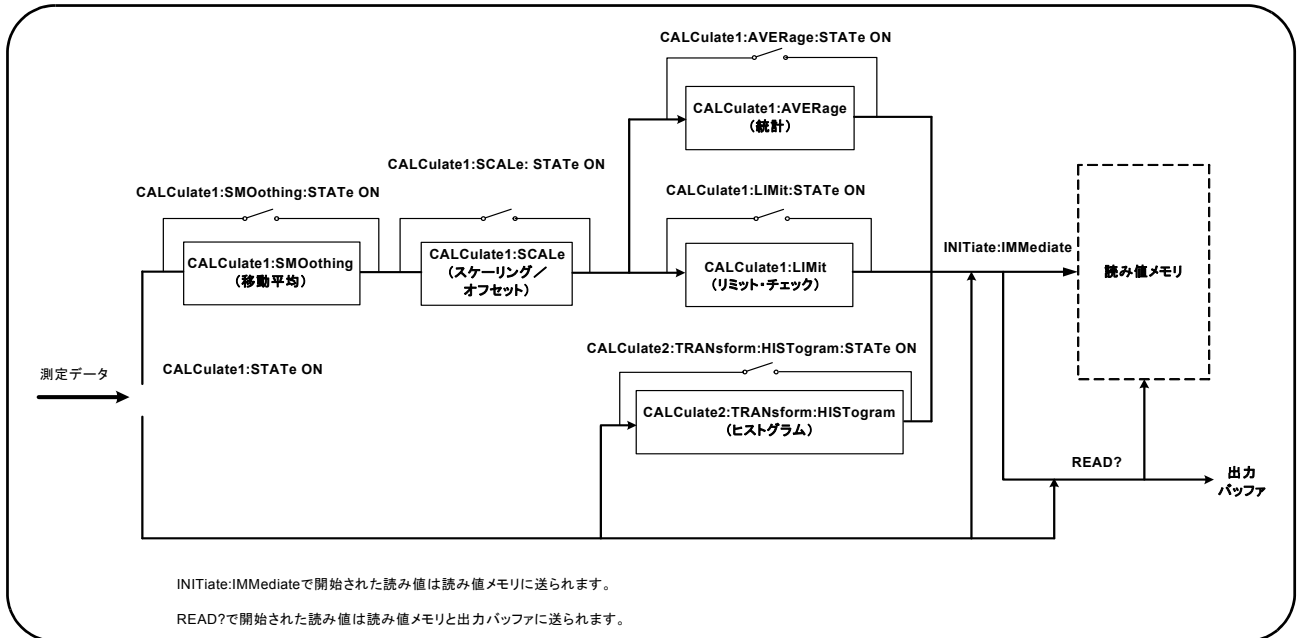 CALCulate1:AVERage:STATe ON
CALCulate1:AVERage
（統計）
CALCulate1:SCALe: STATe ON
CALCulate1:SMOothing:STATe ON
CALCulate1:LIMit:STATe ON
CALCulate1:SMOothing
（移動平均）
CALCulate1:SCALe
（スケーリング／
オフセット）
CALCulate1:LIMit
（リミット・チェック）
INITiate:IMMediate
読み値メモリ
測定データ
CALCulate1:STATe ON
CALCulate2:TRANsform:HISTogram:STATe ON
CALCulate2:TRANsform:HISTogram
（ヒストグラム）
READ?
出力
バッファ
INITiate:IMMediateで開始された読み値は読み値メモリに送られます。
READ?で開始された読み値は読み値メモリと出力バッファに送られます。